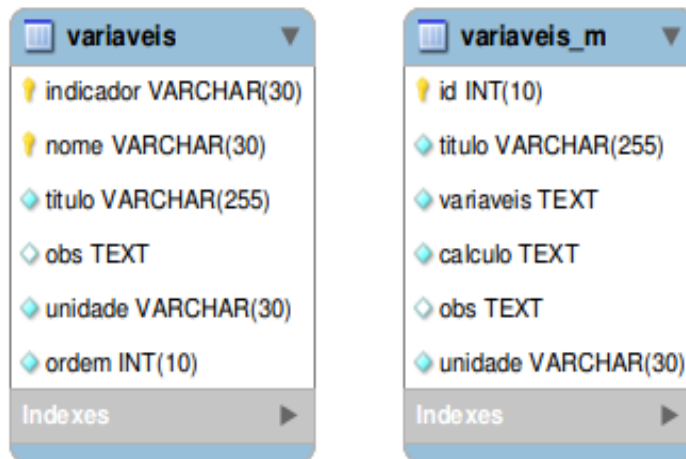 variaveis
indicador VARCHAR(30)
nome VARCHAR(30)
titulo VARCHAR(255)
obs TEXT
unidade VARCHAR(30)
ordem INT(10)
Indexes
variaveis_m
id INT(10)
titulo VARCHAR(255)
variaveis TEXT
calculo TEXT
obs TEXT
unidade VARCHAR(30)
Indexes